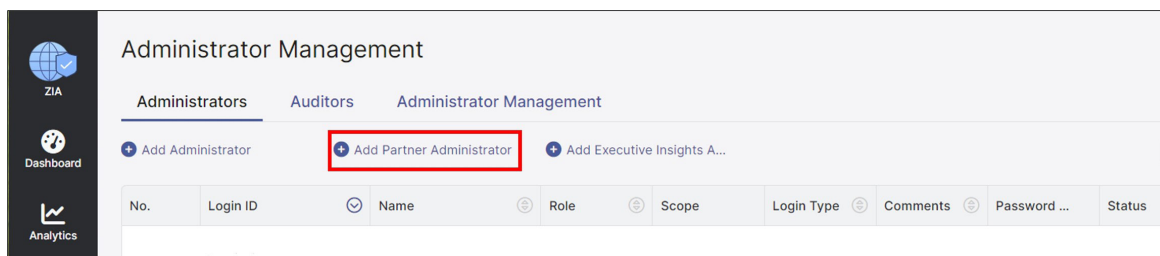 Administrator Management
ZIA
Administrators Auditors Administrator Management
Dashboard
Add Administrator Add Partner Administrator Add Executive Insights A...
Analytics
No. Login ID Name Role Scope Login Type Comments Password ... Status